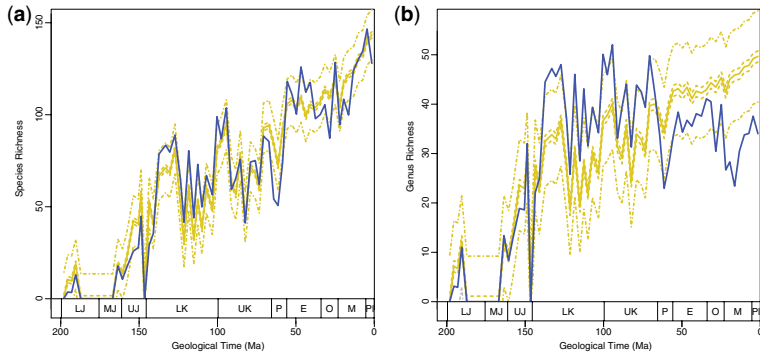 (a)
Species Richness
150
100
50
0
LJ MJ UJ LK UK P E O M Pl
200 150 100 50 0
Geological Time (Ma)
(b)
Genus Richness
50
40
30
20
10
0
LJ MJ UJ LK UK P E O M Pl
200 150 100 50 0
Geological Time (Ma)